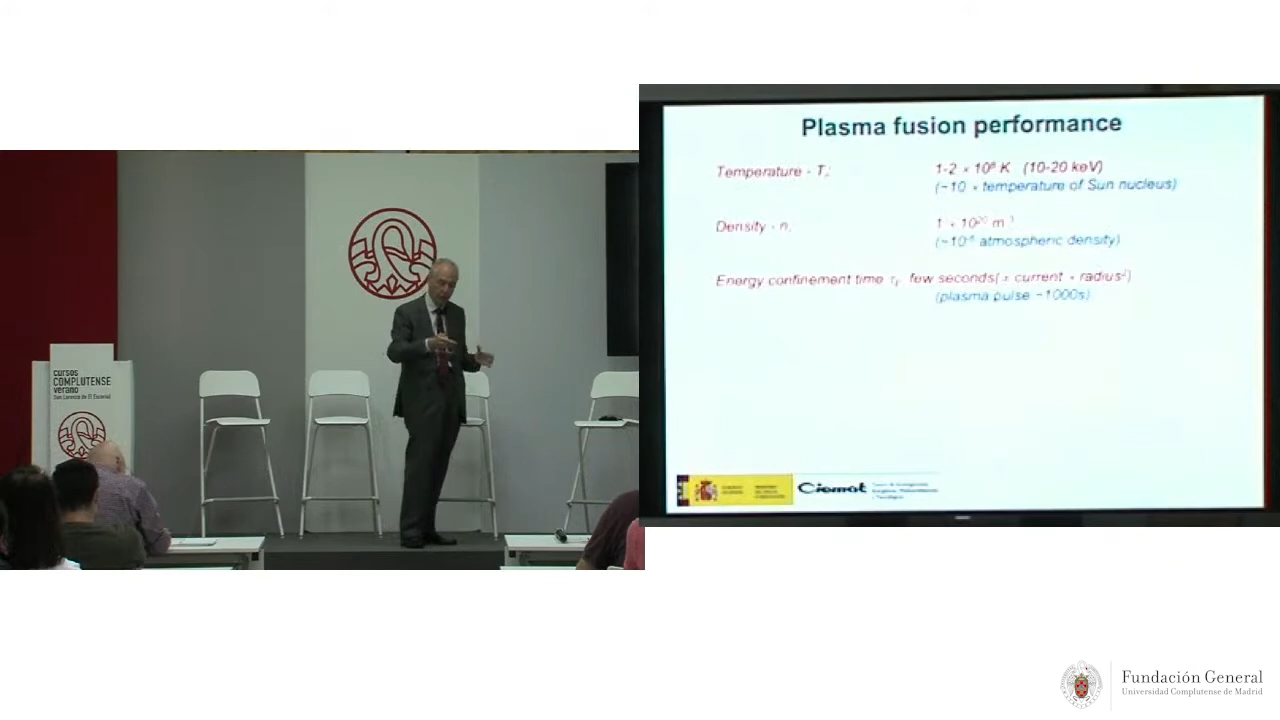 cursos
COMPLUTENSE
verano
San Lorenzo de El Escorial
Plasma fusion performance
Temperature - Tᵢ: 1-2 × 10⁸ K (10-20 keV)
(~10 × temperature of Sun nucleus)
Density - nᵢ 1 × 10²⁰ m⁻³
(~10⁻⁶ atmospheric density)
Energy confinement time few seconds( current × radius²)
(plasma pulse ~1000s)
Ciemat
Fundación General
Universidad Complutense de Madrid